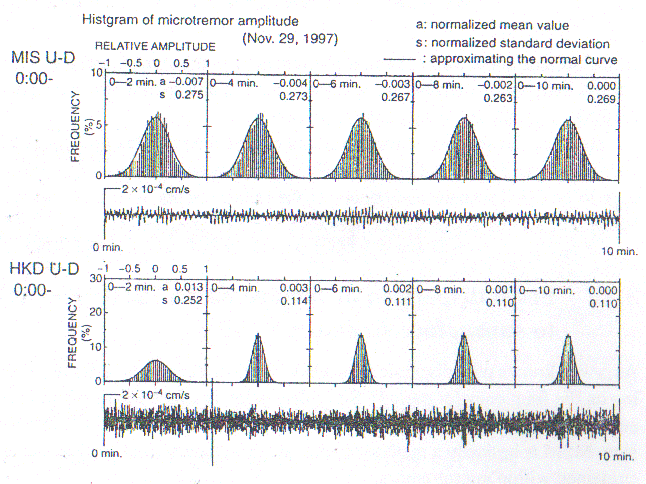 Histgram of microtremor amplitude
(Nov. 29, 1997)
a: normalized mean value
s: normalized standard deviation
: approximating the normal curve
MIS U-D
0:00-
RELATIVE AMPLITUDE
−1 −0.5 0 0.5 1
FREQUENCY
(%)
10
5
0
0—2 min. a −0.007
s 0.275
0—4 min. −0.004
0.273
0—6 min. −0.003
0.267
0—8 min. −0.002
0.263
0—10 min. 0.000
0.269
2 × 10⁻⁴ cm/s
0 min. 10 min.
HKD U-D
0:00-
−1 −0.5 0 0.5 1
FREQUENCY
(%)
30
20
10
0
0—2 min. a 0.013
s 0.252
0—4 min. 0.003
0.114
0—6 min. 0.002
0.111
0—8 min. 0.001
0.110
0—10 min. 0.000
0.110
2 × 10⁻⁴ cm/s
0 min. 10 min.